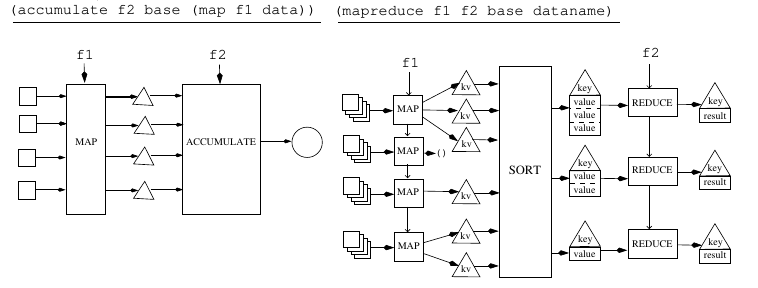 (accumulate f2 base (map f1 data)) (mapreduce f1 f2 base dataname)
f1 f2
MAP ACCUMULATE
f1 f2
MAP kv
kv
kv
MAP ()
MAP kv
MAP kv
kv
SORT
key
value
value
value
REDUCE
key
result
key
value
value
REDUCE
key
result
key
value
REDUCE
key
result